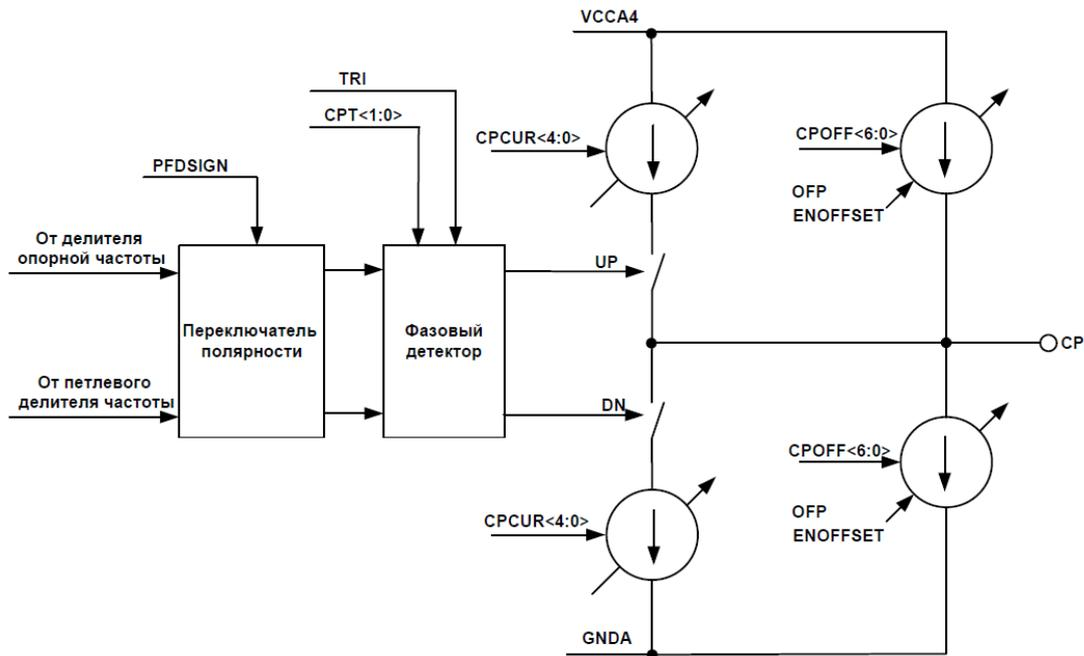 VCCA4
TRI
CPT<1:0>
CPCUR<4:0>
CPOFF<6:0>
PFDSIGN
OFP
ENOFFSET
От делителя
опорной частоты
UP
Переключатель
полярности
Фазовый
детектор
CP
От петлевого
делителя частоты
DN
CPOFF<6:0>
CPCUR<4:0>
OFP
ENOFFSET
GNDA